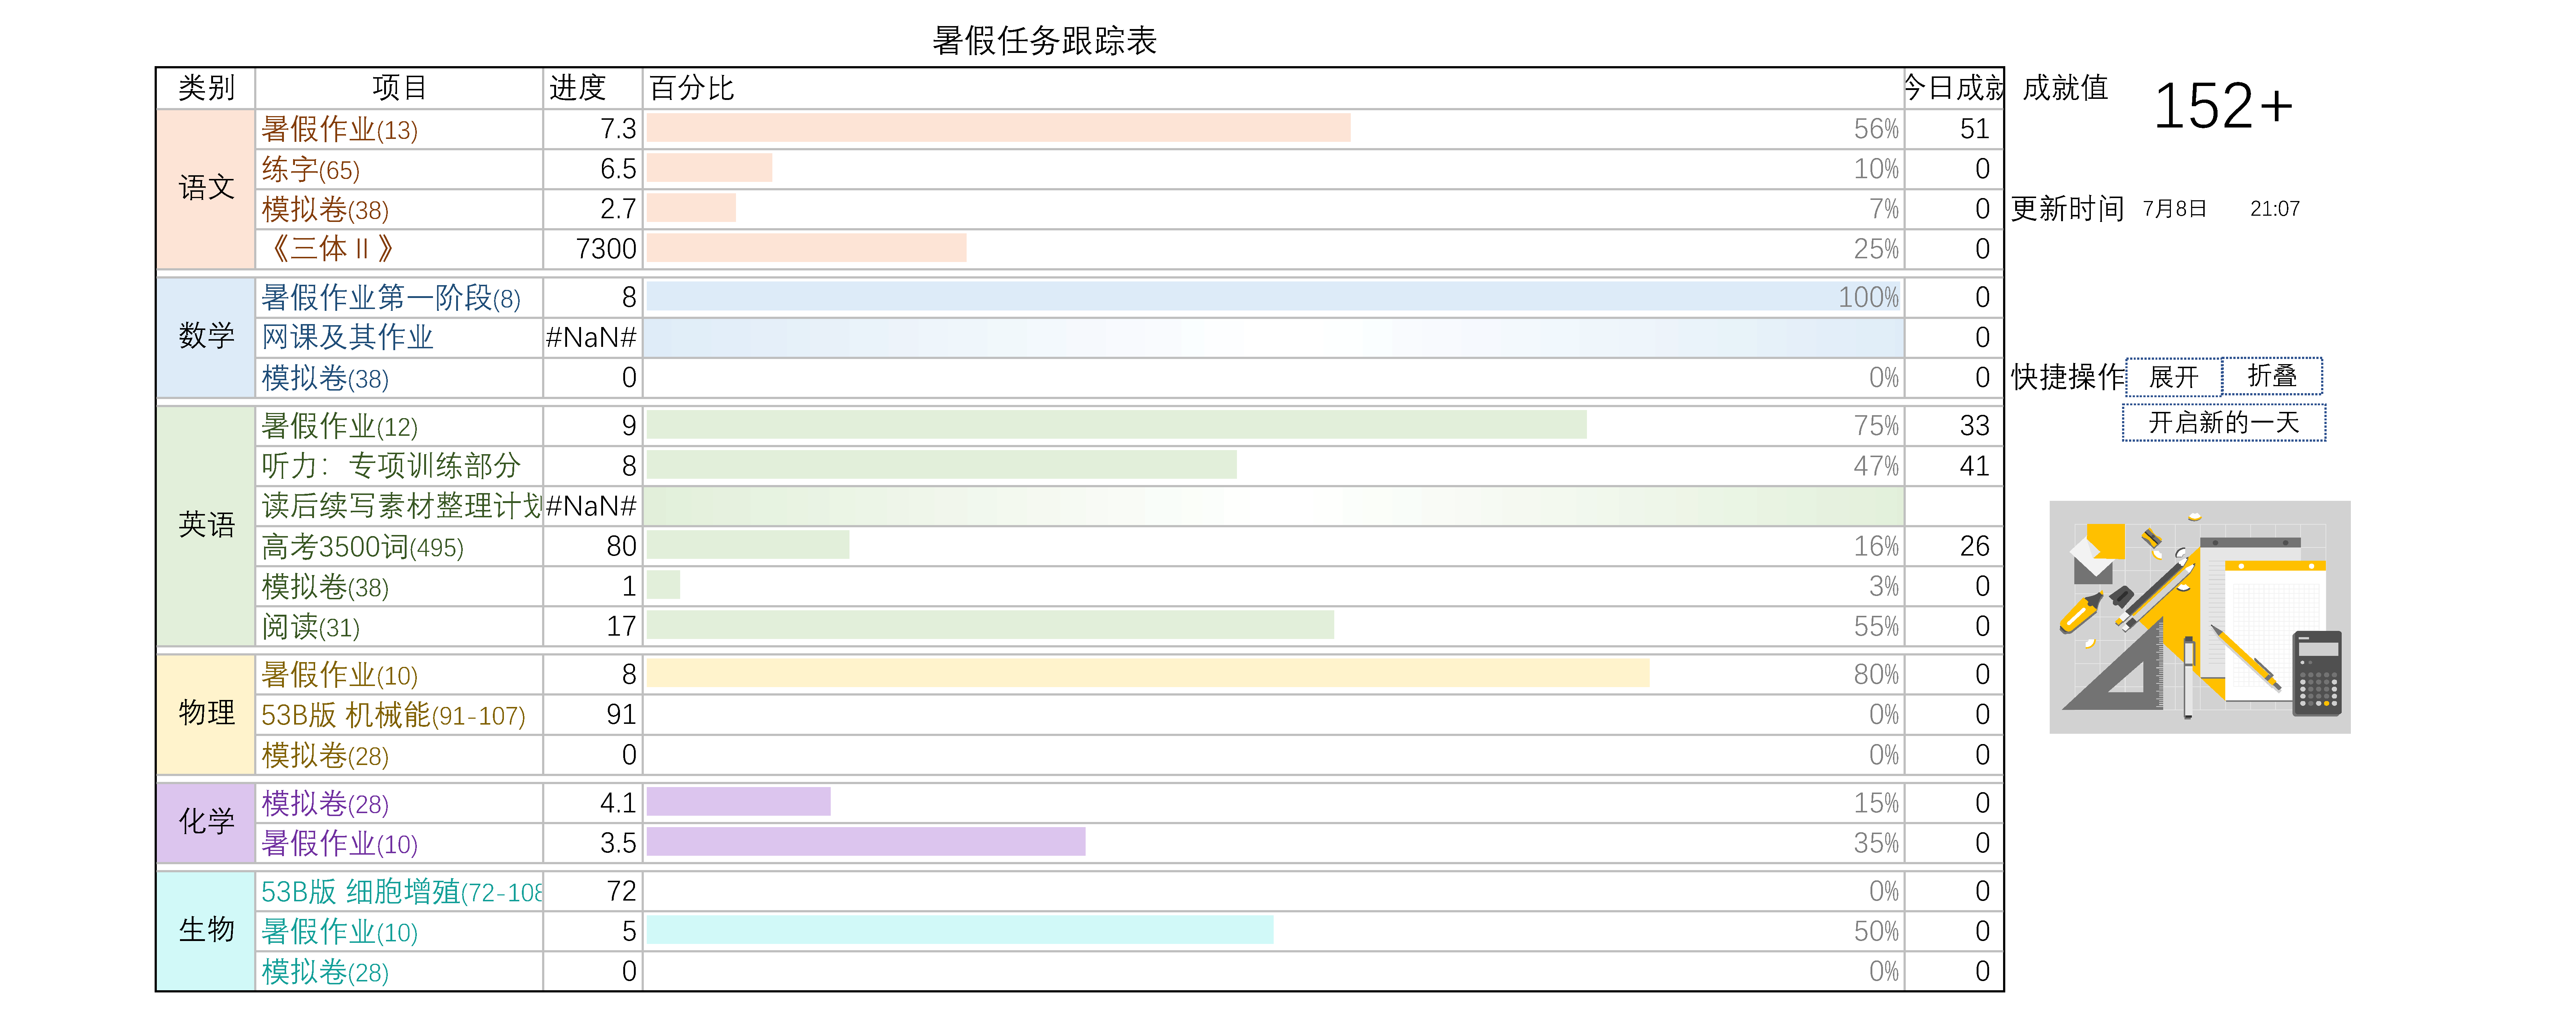 暑假任务跟踪表
类别 项目 进度 百分比 今日成就 成就值 152+
语文 暑假作业(13) 7.3 56% 51
练字(65) 6.5 10% 0
模拟卷(38) 2.7 7% 0 更新时间 7月8日 21:07
《三体Ⅱ》 7300 25% 0
数学 暑假作业第一阶段(8) 8 100% 0
网课及其作业 #NaN# 0
模拟卷(38) 0 0% 0 快捷操作 展开 折叠
英语 暑假作业(12) 9 75% 33 开启新的一天
听力：专项训练部分 8 47% 41
读后续写素材整理计划 #NaN#
高考3500词(495) 80 16% 26
模拟卷(38) 1 3% 0
阅读(31) 17 55% 0
物理 暑假作业(10) 8 80% 0
53B版 机械能(91-107) 91 0% 0
模拟卷(28) 0 0% 0
化学 模拟卷(28) 4.1 15% 0
暑假作业(10) 3.5 35% 0
生物 53B版 细胞增殖(72-108 72 0% 0
暑假作业(10) 5 50% 0
模拟卷(28) 0 0% 0